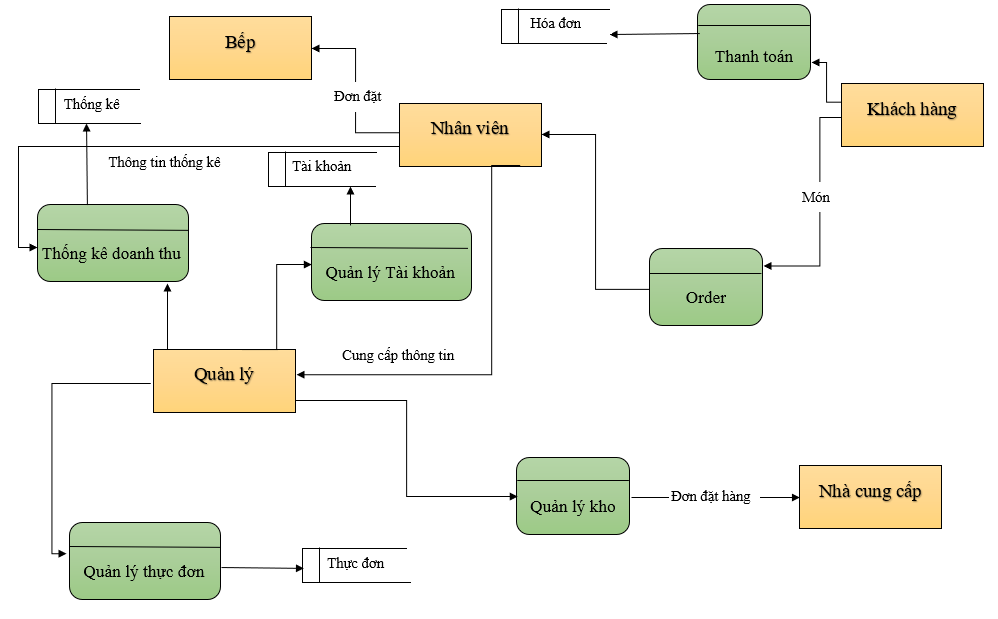 Hóa đơn
Bếp
Thanh toán
Đơn đặt
Thống kê
Khách hàng
Nhân viên
Thông tin thống kê
Tài khoản
Món
Thống kê doanh thu
Quản lý Tài khoản
Order
Cung cấp thông tin
Quản lý
Quản lý kho
Đơn đặt hàng
Nhà cung cấp
Quản lý thực đơn
Thực đơn